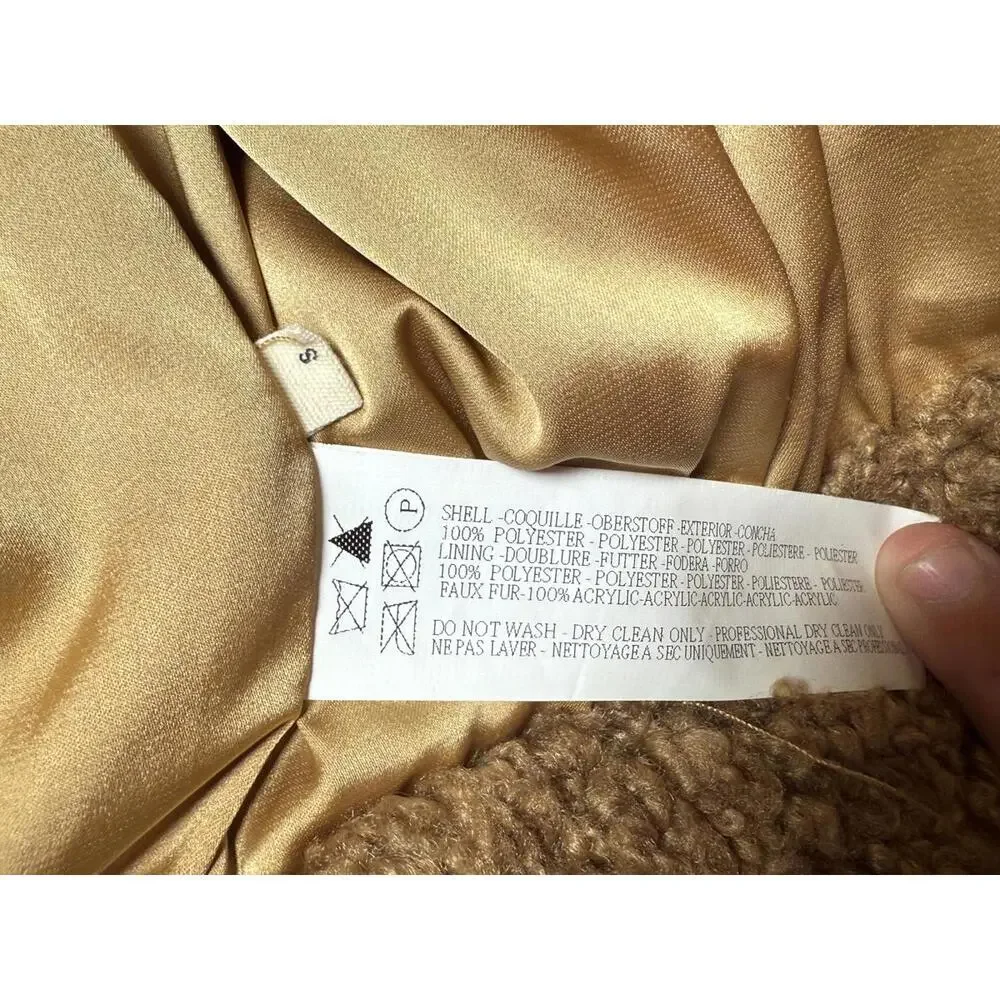 S
P
SHELL -COQUILLE -OBERSTOFF -EXTERIOR -CONCHA
100% POLYESTER - POLYESTER - POLYESTER - POLIESTERE - POLIESTER
LINING -DOUBLURE -FUTTER -FODERA -FORRO
100% POLYESTER - POLYESTER - POLYESTER - POLIESTERE - POLIESTER
FAUX FUR-100% ACRYLIC-ACRYLIC-ACRYLIC-ACRYLIC-ACRYLIC
DO NOT WASH - DRY CLEAN ONLY - PROFESSIONAL DRY CLEAN ONLY
NE PAS LAVER - NETTOYAGE A SEC UNIQUEMENT - NETTOYAGE A SEC